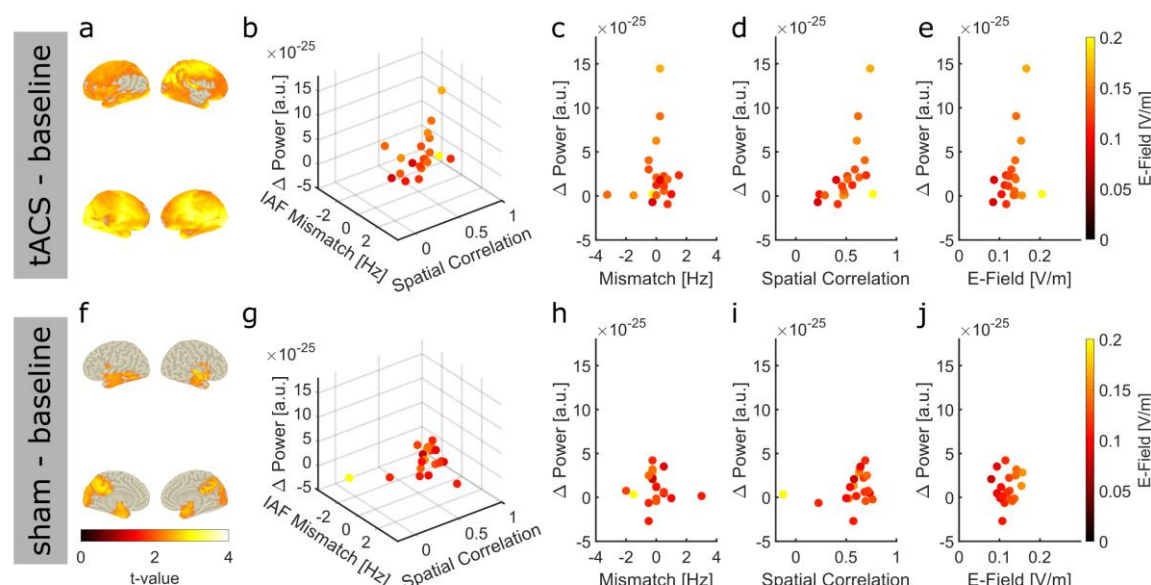 tACS - baseline
a
b
×10-25
Δ Power [a.u.]
15
10
5
0
-5
IAF Mismatch [Hz]
-2
0
2
Spatial Correlation
0
0.5
1
c
×10-25
Δ Power [a.u.]
15
10
5
0
-5
-4 -2 0 2 4
Mismatch [Hz]
d
×10-25
Δ Power [a.u.]
15
10
5
0
-5
0 0.5 1
Spatial Correlation
e
×10-25
Δ Power [a.u.]
15
10
5
0
-5
0 0.1 0.2
E-Field [V/m]
0.2
0.15
0.1
0.05
0
E-Field [V/m]
sham - baseline
f
0 2 4
t-value
g
×10-25
Δ Power [a.u.]
15
10
5
0
-5
IAF Mismatch [Hz]
-2
0
2
Spatial Correlation
0
0.5
1
h
×10-25
Δ Power [a.u.]
15
10
5
0
-5
-4 -2 0 2 4
Mismatch [Hz]
i
×10-25
Δ Power [a.u.]
15
10
5
0
-5
0 0.5 1
Spatial Correlation
j
×10-25
Δ Power [a.u.]
15
10
5
0
-5
0 0.1 0.2
E-Field [V/m]
0.2
0.15
0.1
0.05
0
E-Field [V/m]